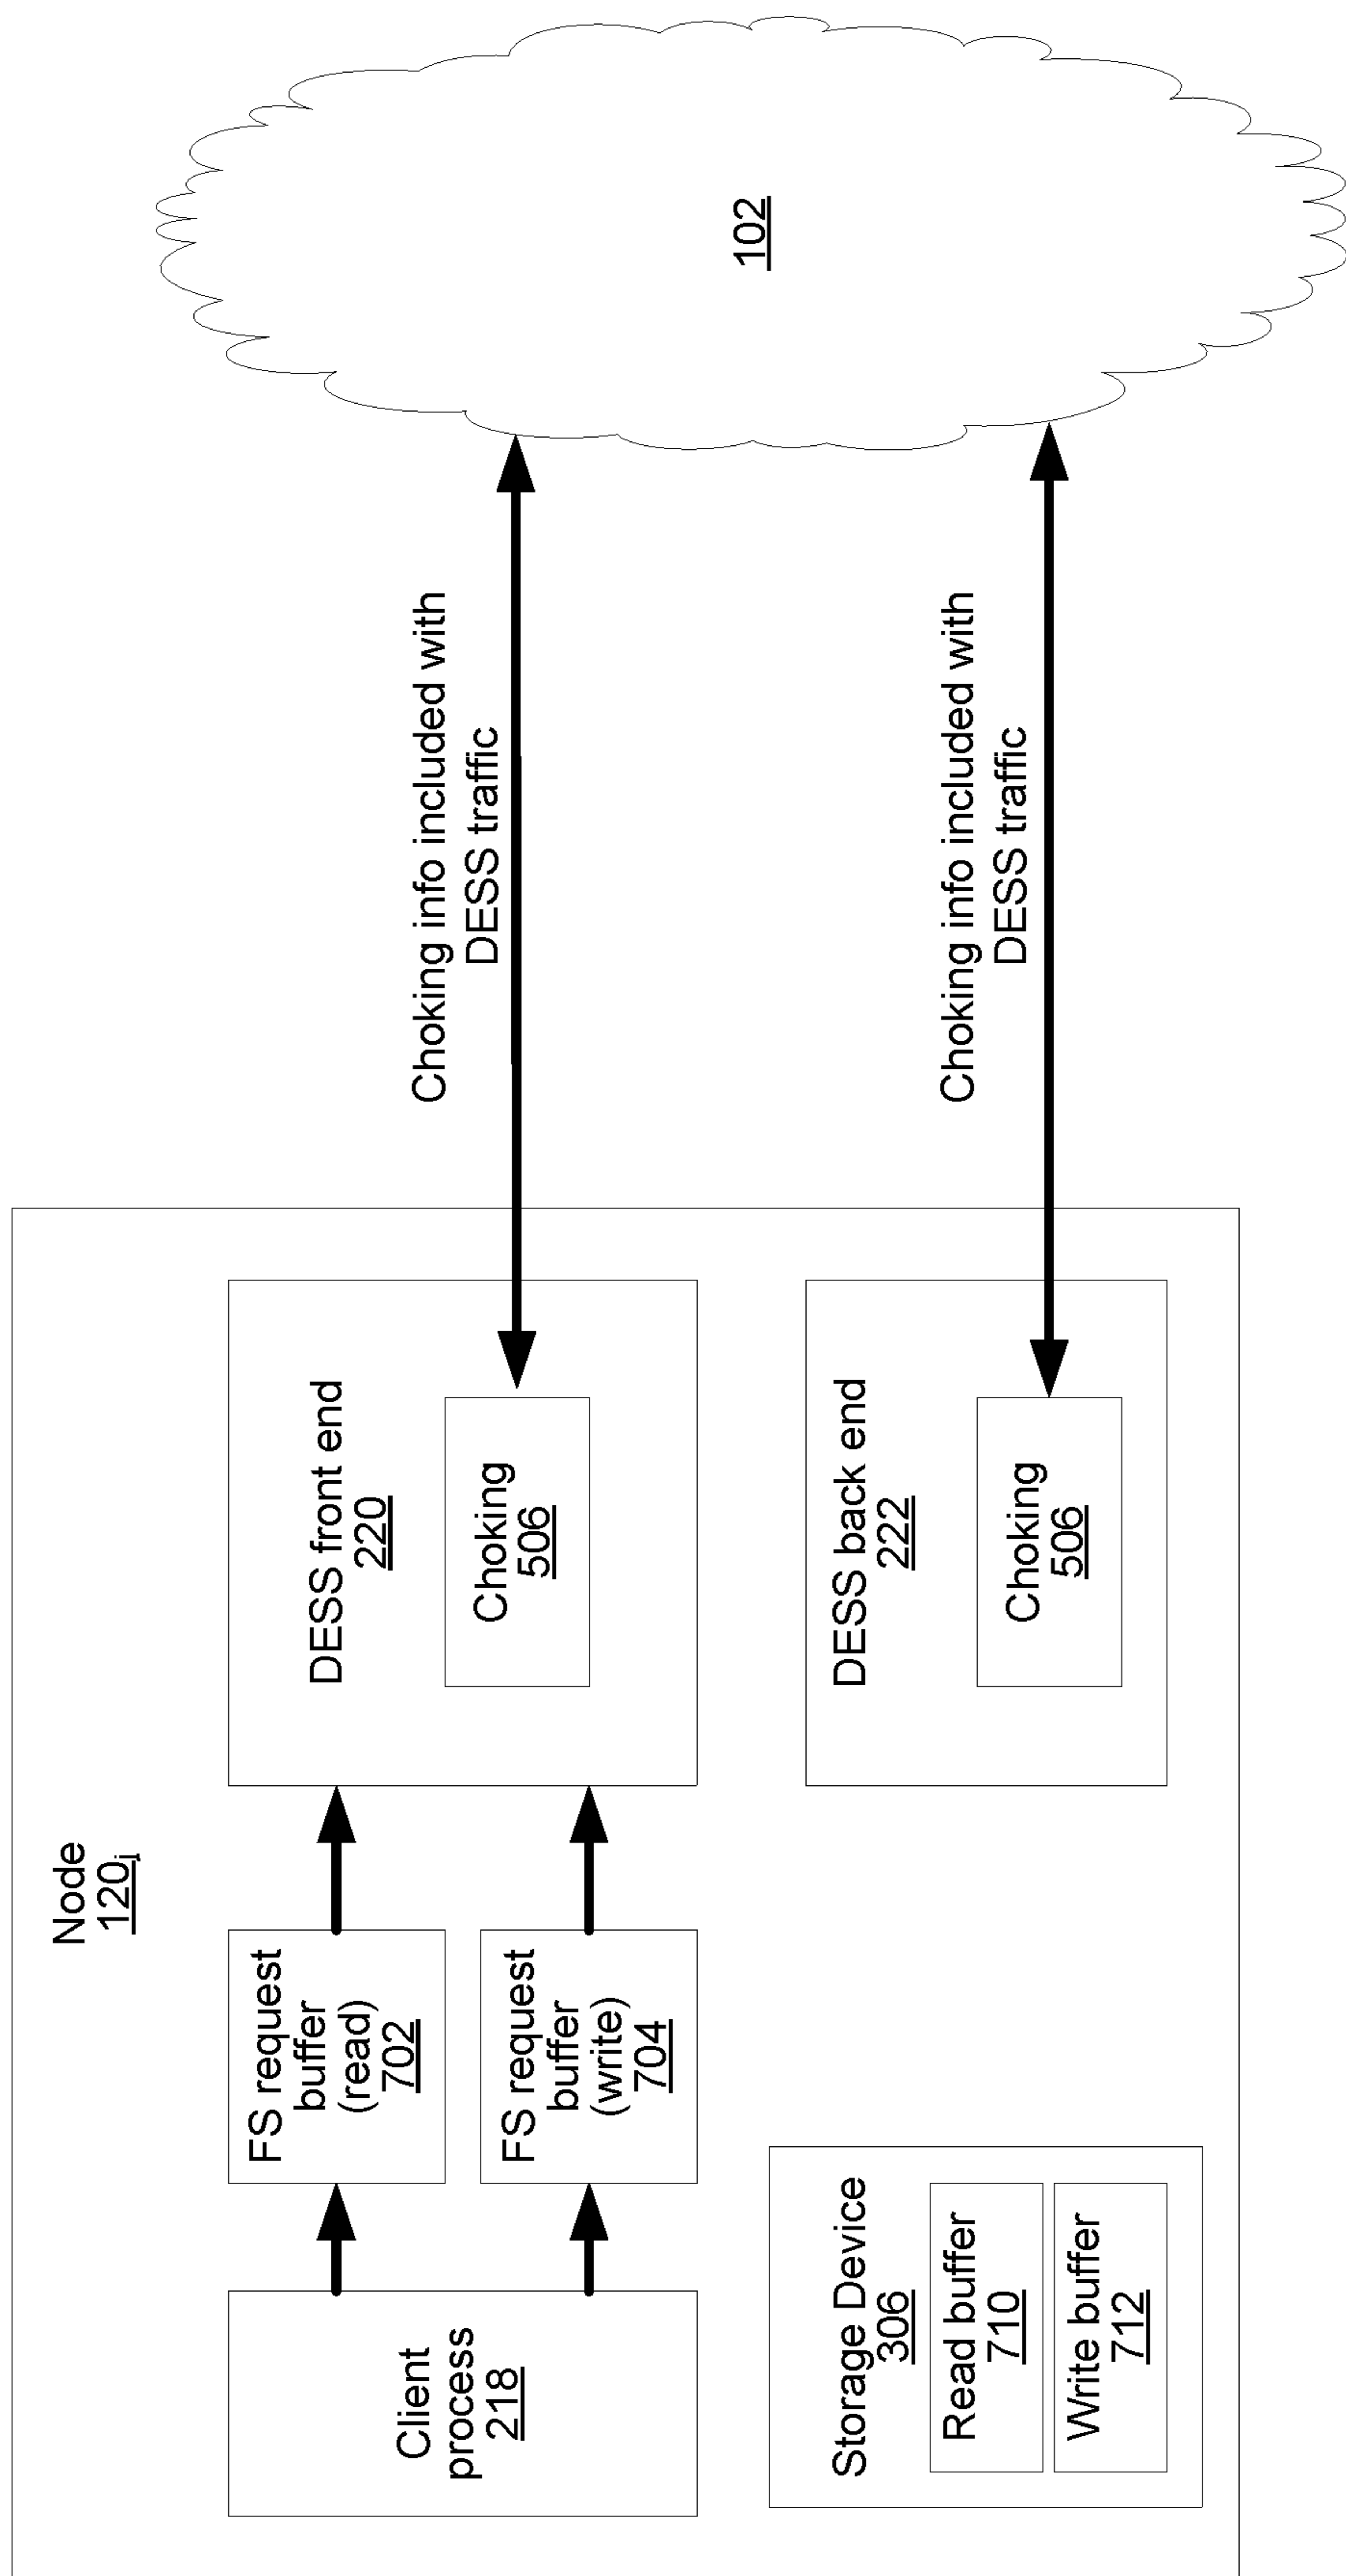 Node
120j
Client
process
218
FS request
buffer
(read)
702
FS request
buffer
(write)
704
DESS front end
220
Choking
506
Choking info included with
DESS traffic
102
Storage Device
306
Read buffer
710
Write buffer
712
DESS back end
222
Choking
506
Choking info included with
DESS traffic